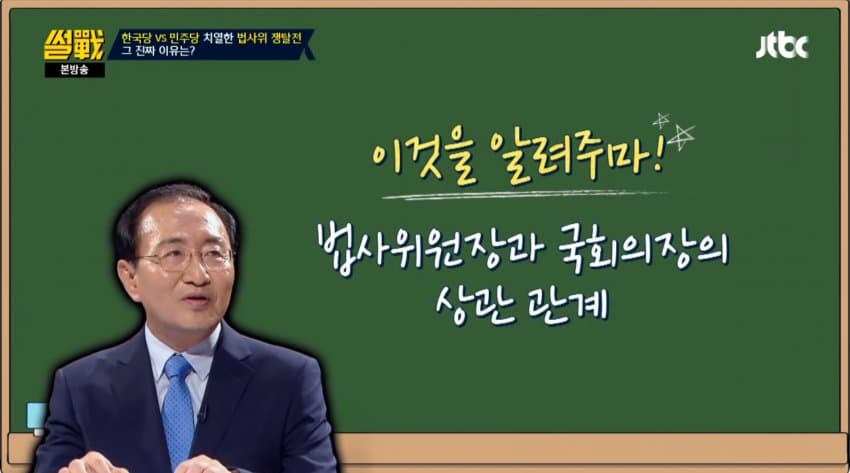 썰戰
본방송
한국당 VS 민주당 치열한 법사위 쟁탈전
그 진짜 이유는?
jtbc
이것을 알려주마!
법사위원장과 국회의장의
상관 관계